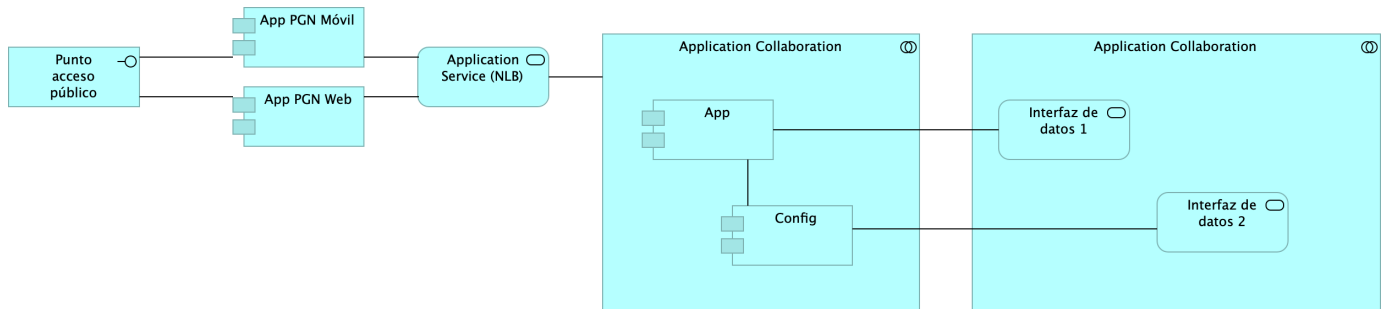 Punto
acceso
público
App PGN Móvil
App PGN Web
Application
Service (NLB)
Application Collaboration
App
Config
Application Collaboration
Interfaz de
datos 1
Interfaz de
datos 2